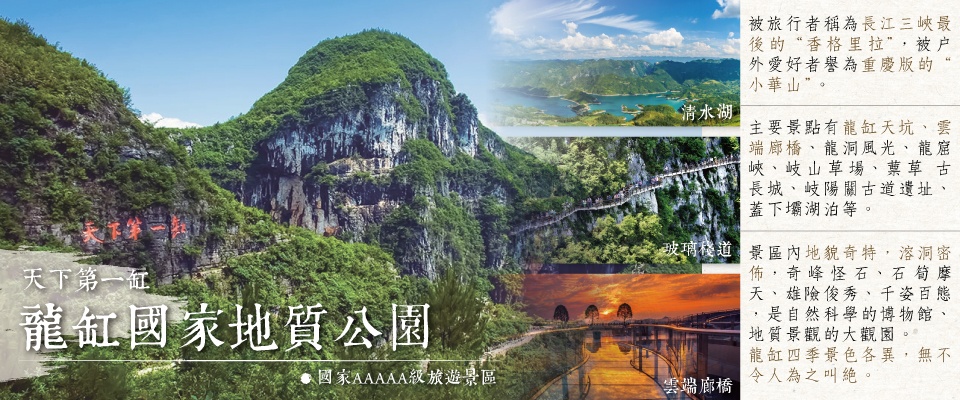 天下第一缸
天下第一缸
龍缸國家地質公園
●國家AAAAA級旅遊景區
清水湖
玻璃棧道
雲端廊橋
被旅行者稱為長江三峽最
後的“香格里拉”，被户
外愛好者譽為重慶版的“
小華山”。
主要景點有龍缸天坑、雲
端廊橋、龍洞風光、龍窟
峽、岐山草場、蕈草 古
長城、岐陽關古道遺址、
蓋下壩湖泊等。
景區內地貌奇特，溶洞密
佈，奇峰怪石、石筍摩
天、雄險俊秀、千姿百態
，是自然科學的博物館、
地質景觀的大觀園。
龍缸四季景色各異，無不
令人為之叫絶。